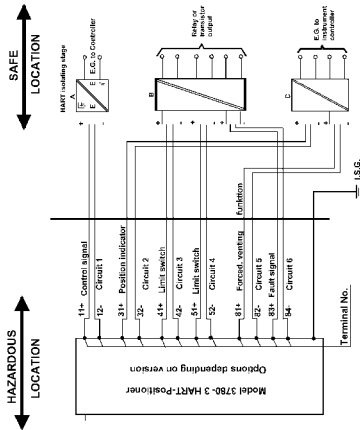 SAFE
LOCATION
HART isolating stage
E.G. to Controller
A
E
E
+
-
Relay or
transistor
output
B
+
-
+
-
+
-
E.G. to
instrument
controller
C
+
-
+
-
I.S.G.
HAZARDOUS
LOCATION
11+
Control signal
12-
Circuit 1
31+
Position indicator
32-
Circuit 2
41+
Limit switch
42-
Circuit 3
51+
Limit switch
52-
Circuit 4
81+
Forced. venting
funktion
82-
Circuit 5
83+
Fault signal
84-
Circuit 6
Terminal No.
Model 3780- 3 HART-Positioner
Options depending on version